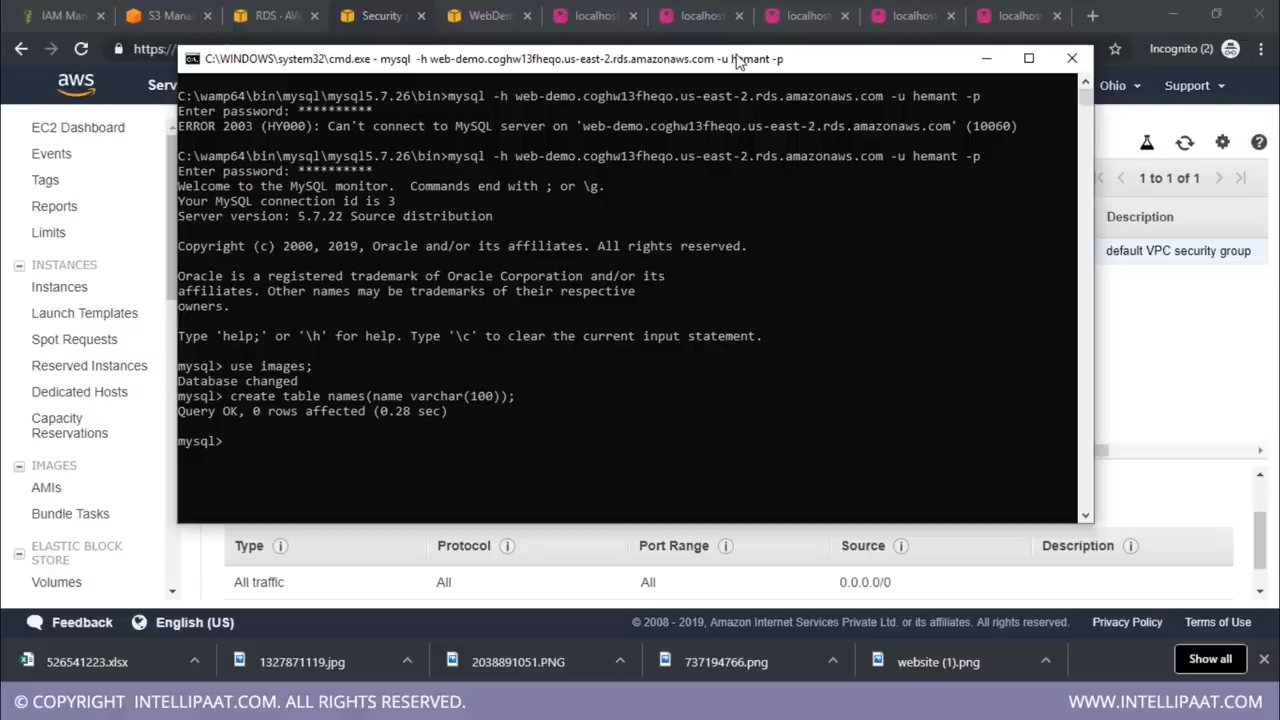 IAM Man
S3 Mana
RDS · AW
Security
WebDem
localhos
localhos
localhos
localhos
localhos
https:/
Incognito (2)
C:\WINDOWS\system32\cmd.exe - mysql -h web-demo.coghw13fheqo.us-east-2.rds.amazonaws.com -u hemant -p
aws
Serv
Ohio
Support
C:\wamp64\bin\mysql\mysql5.7.26\bin>mysql -h web-demo.coghw13fheqo.us-east-2.rds.amazonaws.com -u hemant -p
Enter password: **********
ERROR 2003 (HY000): Can't connect to MySQL server on 'web-demo.coghw13fheqo.us-east-2.rds.amazonaws.com' (10060)
C:\wamp64\bin\mysql\mysql5.7.26\bin>mysql -h web-demo.coghw13fheqo.us-east-2.rds.amazonaws.com -u hemant -p
Enter password: **********
Welcome to the MySQL monitor.  Commands end with ; or \g.
Your MySQL connection id is 3
Server version: 5.7.22 Source distribution
Copyright (c) 2000, 2019, Oracle and/or its affiliates. All rights reserved.
Oracle is a registered trademark of Oracle Corporation and/or its
affiliates. Other names may be trademarks of their respective
owners.
Type 'help;' or '\h' for help. Type '\c' to clear the current input statement.
mysql> use images;
Database changed
mysql> create table names(name varchar(100));
Query OK, 0 rows affected (0.28 sec)
mysql>
EC2 Dashboard
Events
Tags
Reports
Limits
INSTANCES
Instances
Launch Templates
Spot Requests
Reserved Instances
Dedicated Hosts
Capacity
Reservations
IMAGES
AMIs
Bundle Tasks
ELASTIC BLOCK
STORE
Volumes
1 to 1 of 1
Description
default VPC security group
Type Protocol Port Range Source Description
All traffic All All 0.0.0.0/0
Feedback English (US) © 2008 - 2019, Amazon Internet Services Private Ltd. or its affiliates. All rights reserved. Privacy Policy Terms of Use
526541223.xlsx 1327871119.jpg 2038891051.PNG 737194766.png website (1).png Show all
© COPYRIGHT INTELLIPAAT.COM. ALL RIGHTS RESERVED. WWW.INTELLIPAAT.COM